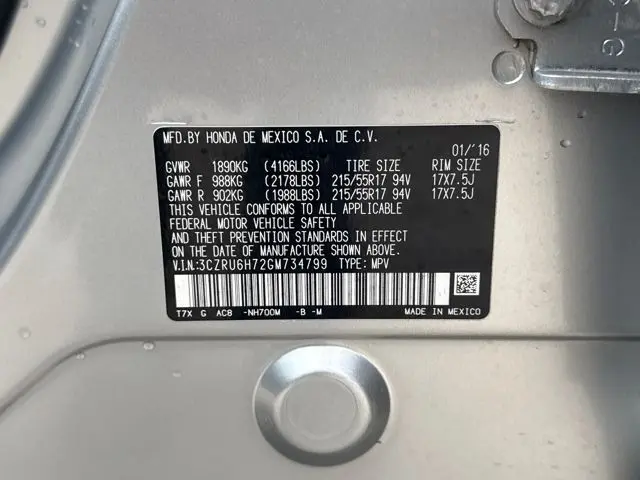 MFD.BY HONDA DE MEXICO S.A. DE C.V.
01/'16
GVWR 1890KG (4166LBS) TIRE SIZE RIM SIZE
GAWR F 988KG (2178LBS) 215/55R17 94V 17X7.5J
GAWR R 902KG (1988LBS) 215/55R17 94V 17X7.5J
THIS VEHICLE CONFORMS TO ALL APPLICABLE
FEDERAL MOTOR VEHICLE SAFETY
AND THEFT PREVENTION STANDARDS IN EFFECT
ON THE DATE OF MANUFACTURE SHOWN ABOVE.
V.I.N:3CZRU6H72GM734799 TYPE: MPV
T7X G AC8 -NH700M -B -M MADE IN MEXICO